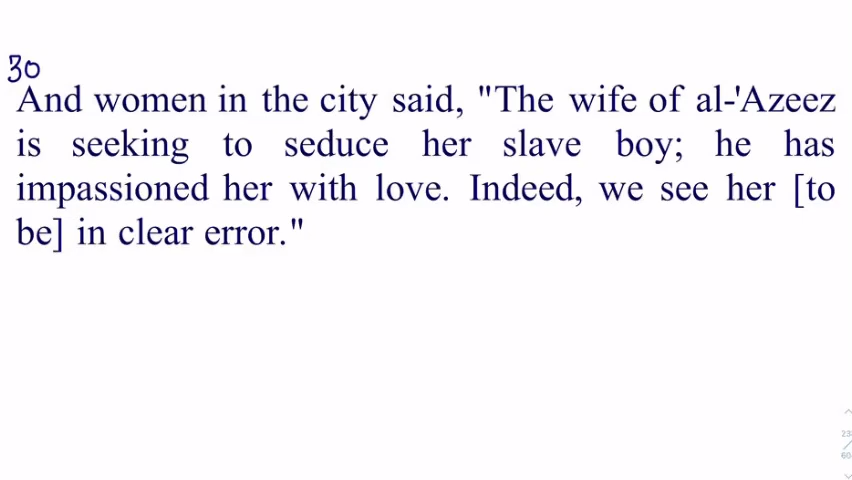 30
And women in the city said, "The wife of al-'Azeez
is seeking to seduce her slave boy; he has
impassioned her with love. Indeed, we see her [to
be] in clear error."